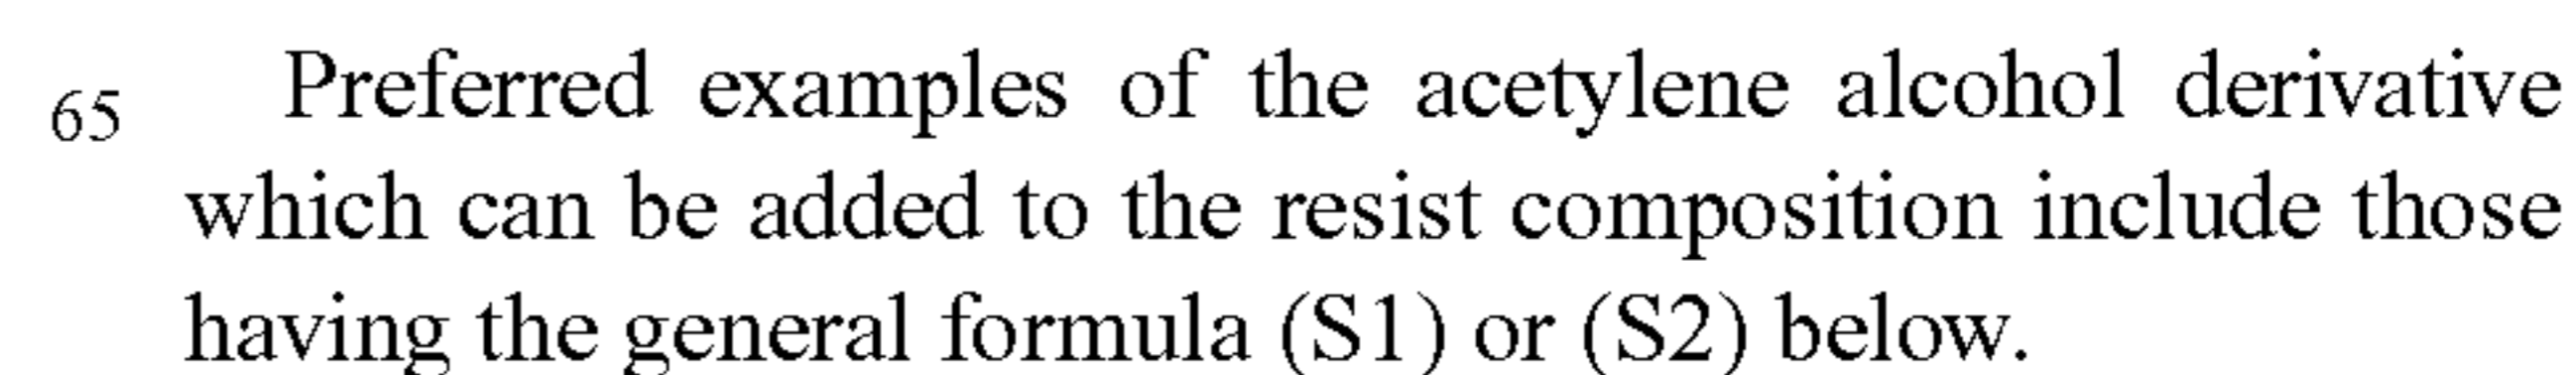 65 Preferred examples of the acetylene alcohol derivative
which can be added to the resist composition include those
having the general formula (S1) or (S2) below.